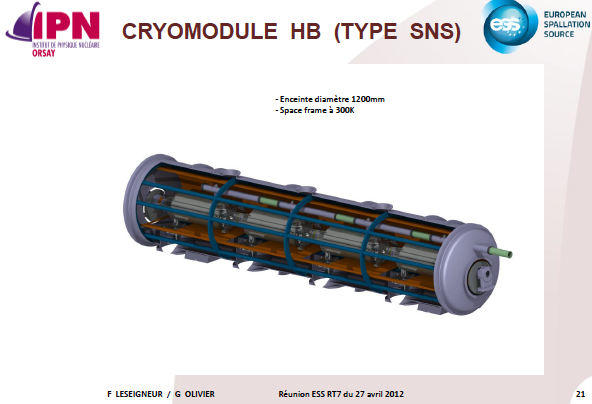 IPN
INSTITUT DE PHYSIQUE NUCLÉAIRE
ORSAY
CRYOMODULE HB (TYPE SNS)
ess
EUROPEAN
SPALLATION
SOURCE
- Enceinte diamètre 1200mm
- Space frame à 300K
F LESEIGNEUR / G OLIVIER
Réunion ESS RT7 du 27 avril 2012
21